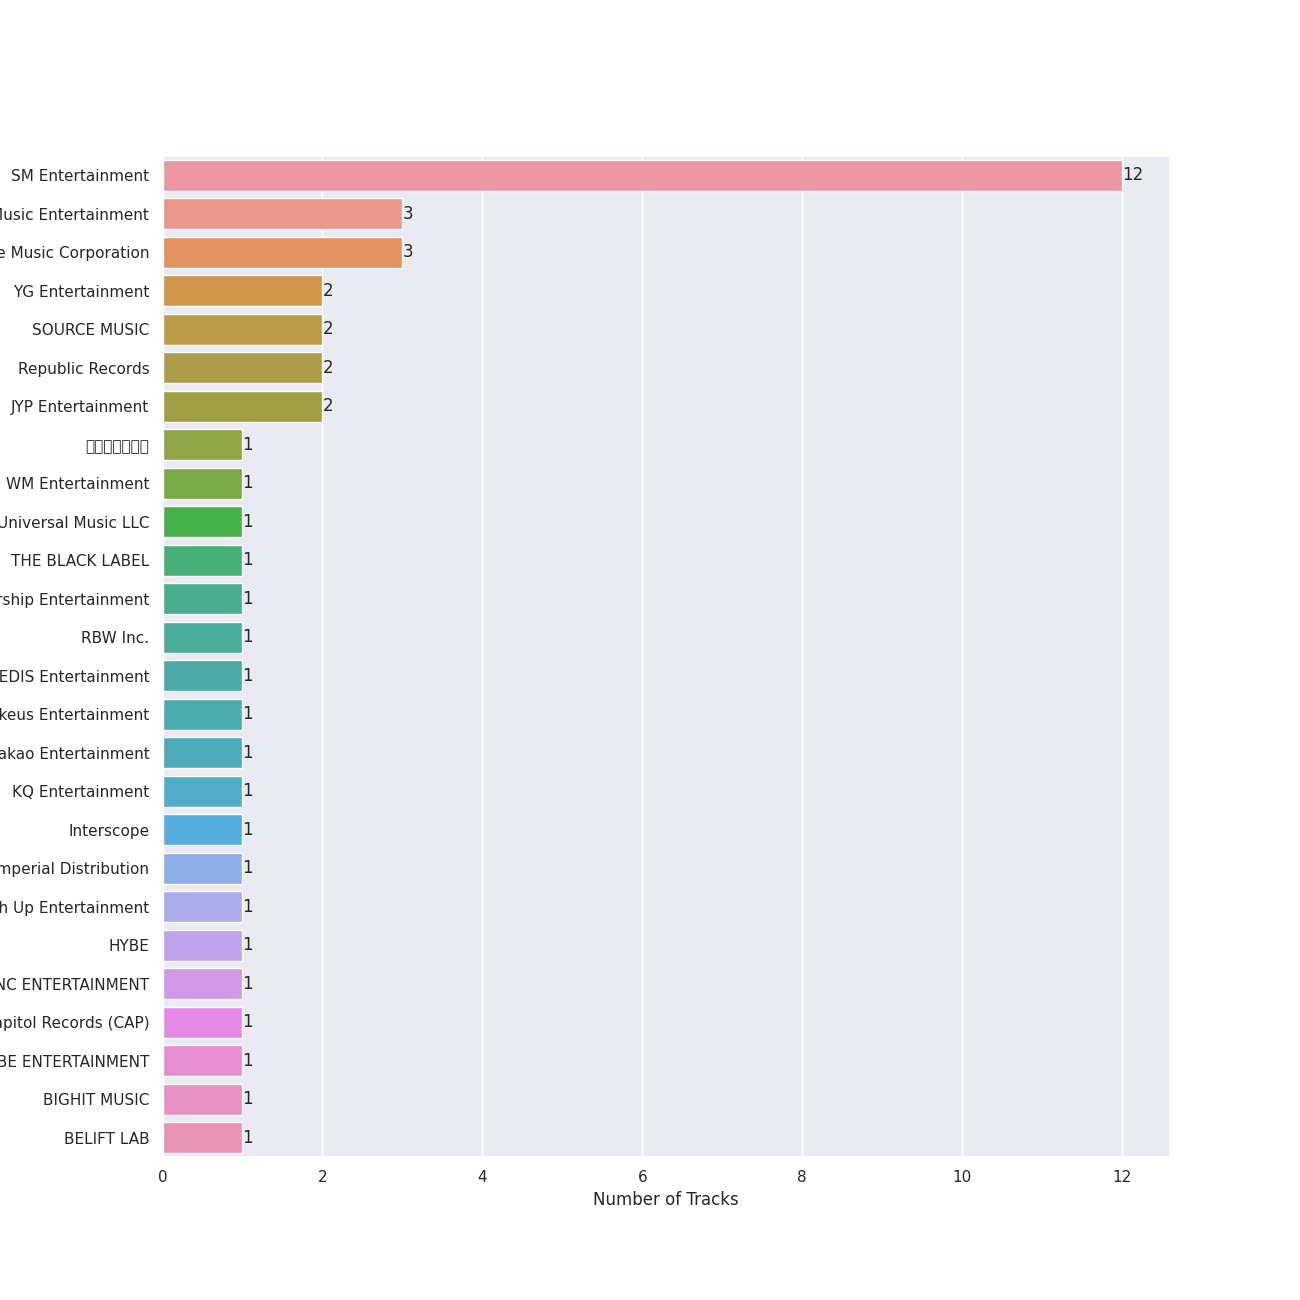 SM Entertainment 12
Music Entertainment 3
e Music Corporation 3
YG Entertainment 2
SOURCE MUSIC 2
Republic Records 2
JYP Entertainment 2
1
WM Entertainment 1
Universal Music LLC 1
THE BLACK LABEL 1
rship Entertainment 1
RBW Inc. 1
EDIS Entertainment 1
keus Entertainment 1
akao Entertainment 1
KQ Entertainment 1
Interscope 1
mperial Distribution 1
h Up Entertainment 1
HYBE 1
NC ENTERTAINMENT 1
apitol Records (CAP) 1
BE ENTERTAINMENT 1
BIGHIT MUSIC 1
BELIFT LAB 1
0 2 4 6 8 10 12
Number of Tracks